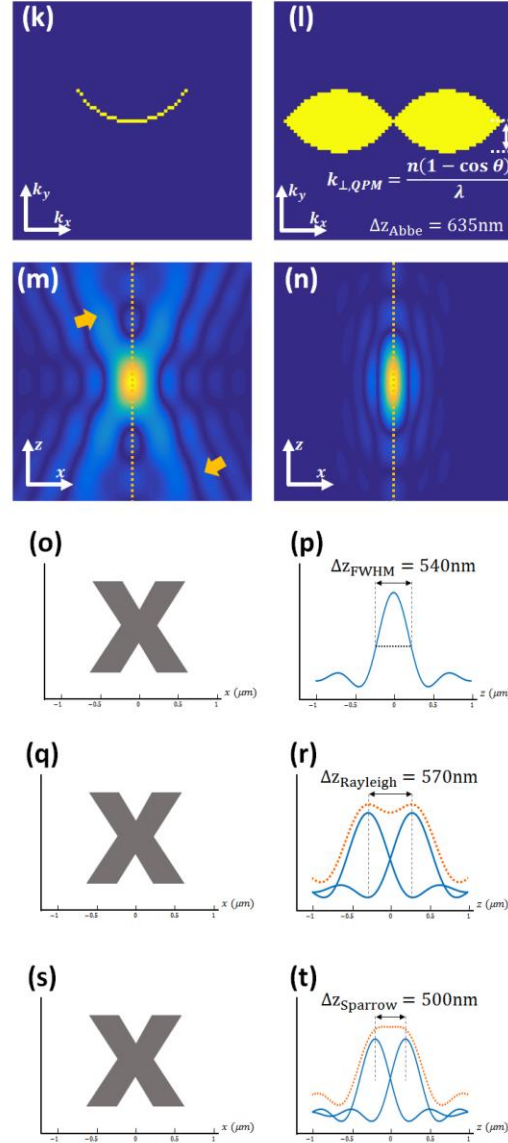 (k)
k_y
k_x
(l)
k_{⊥,QPM} = n(1 − cos θ) / λ
k_y
k_x
Δz_Abbe = 635nm
(m)
z
x
(n)
z
x
(o)
x (μm)
-1 -0.5 0 0.5 1
(p)
Δz_FWHM = 540nm
z (μm)
-1 -0.5 0 0.5 1
(q)
x (μm)
-1 -0.5 0 0.5 1
(r)
Δz_Rayleigh = 570nm
z (μm)
-1 -0.5 0 0.5 1
(s)
x (μm)
-1 -0.5 0 0.5 1
(t)
Δz_Sparrow = 500nm
z (μm)
-1 -0.5 0 0.5 1